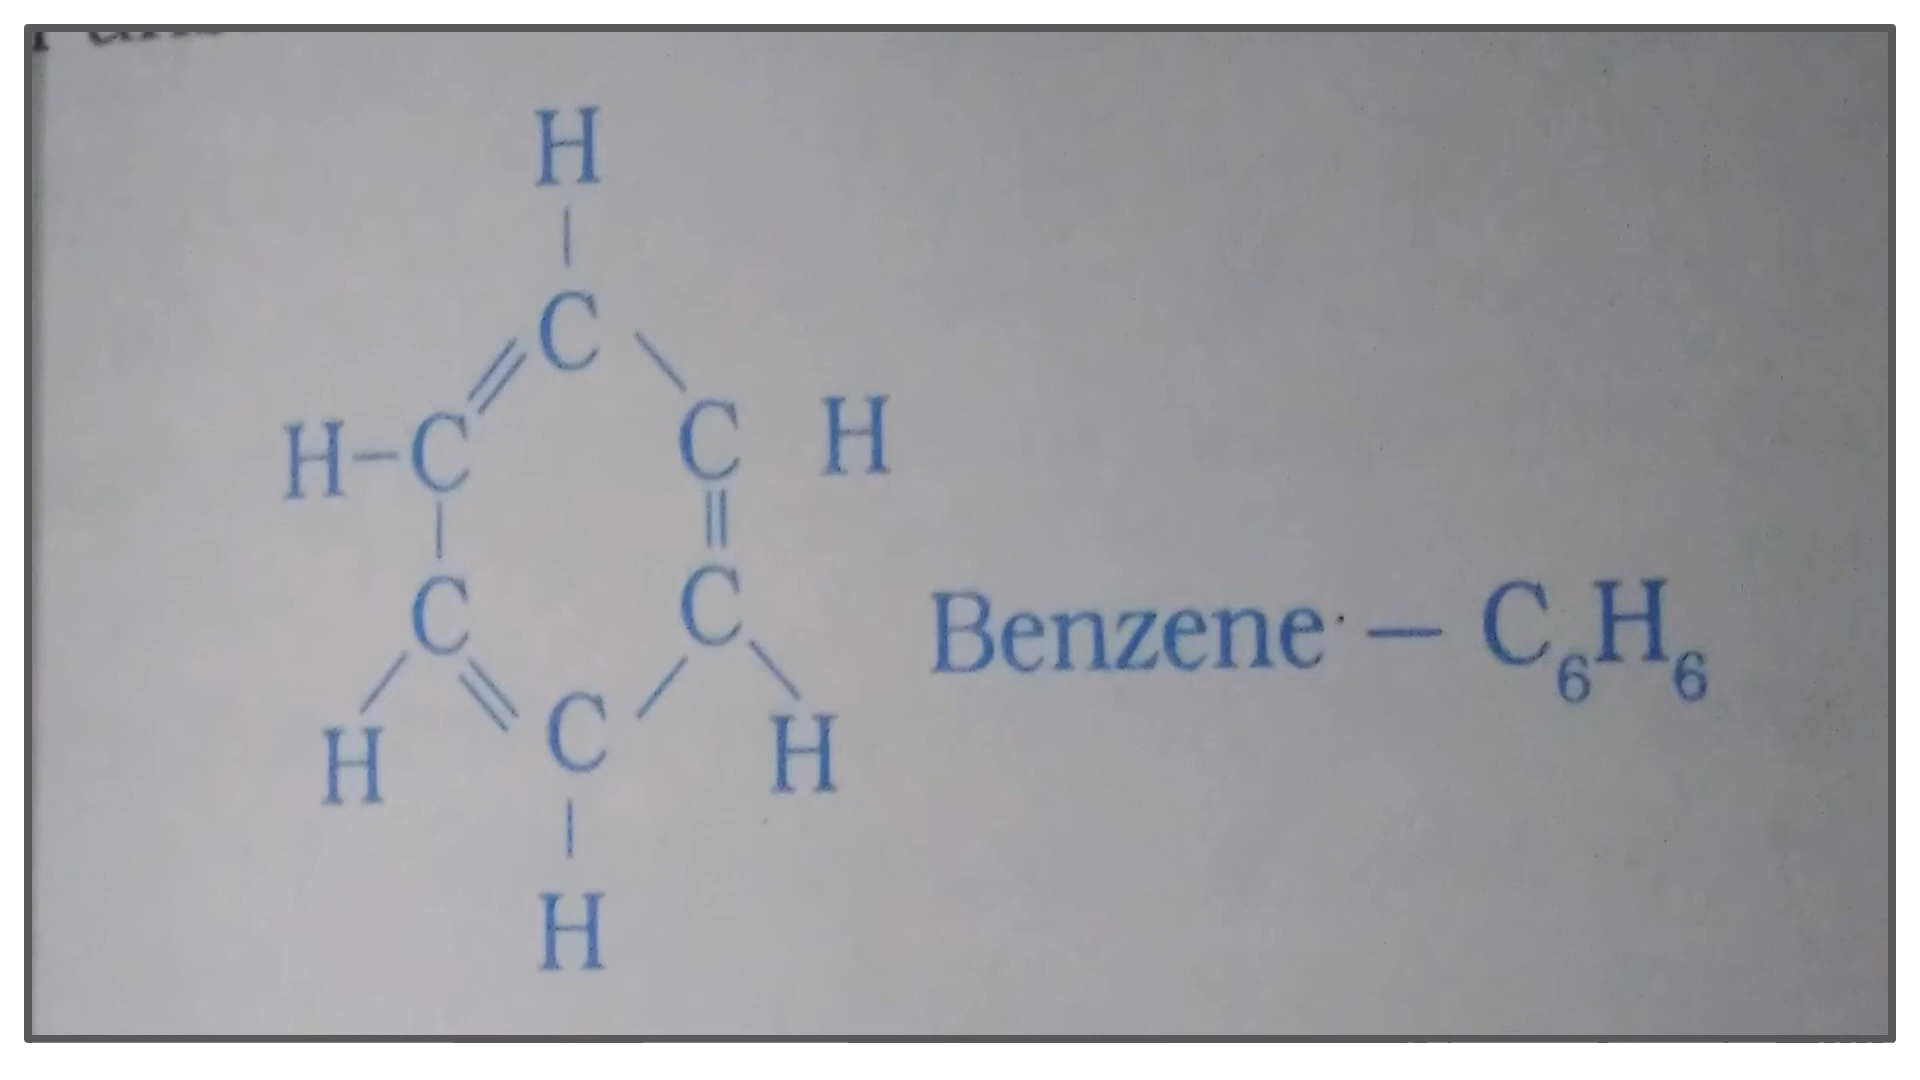 H
C
H-C C H
C C
H C H
H
Benzene – C₆H₆